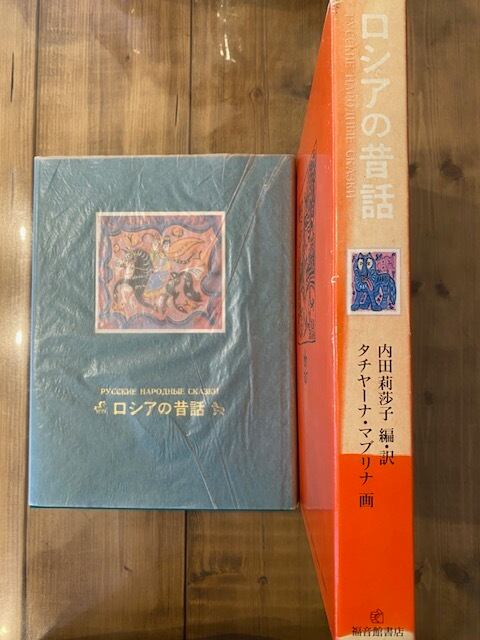 РУССКИЕ НАРОДНЫЕ СКАЗКИ
ロシアの昔話
ロシアの昔話
РУССКИЕ НАРОДНЫЕ СКАЗКИ
内田莉莎子 編・訳
タチヤーナ・マブリナ 画
福音館書店